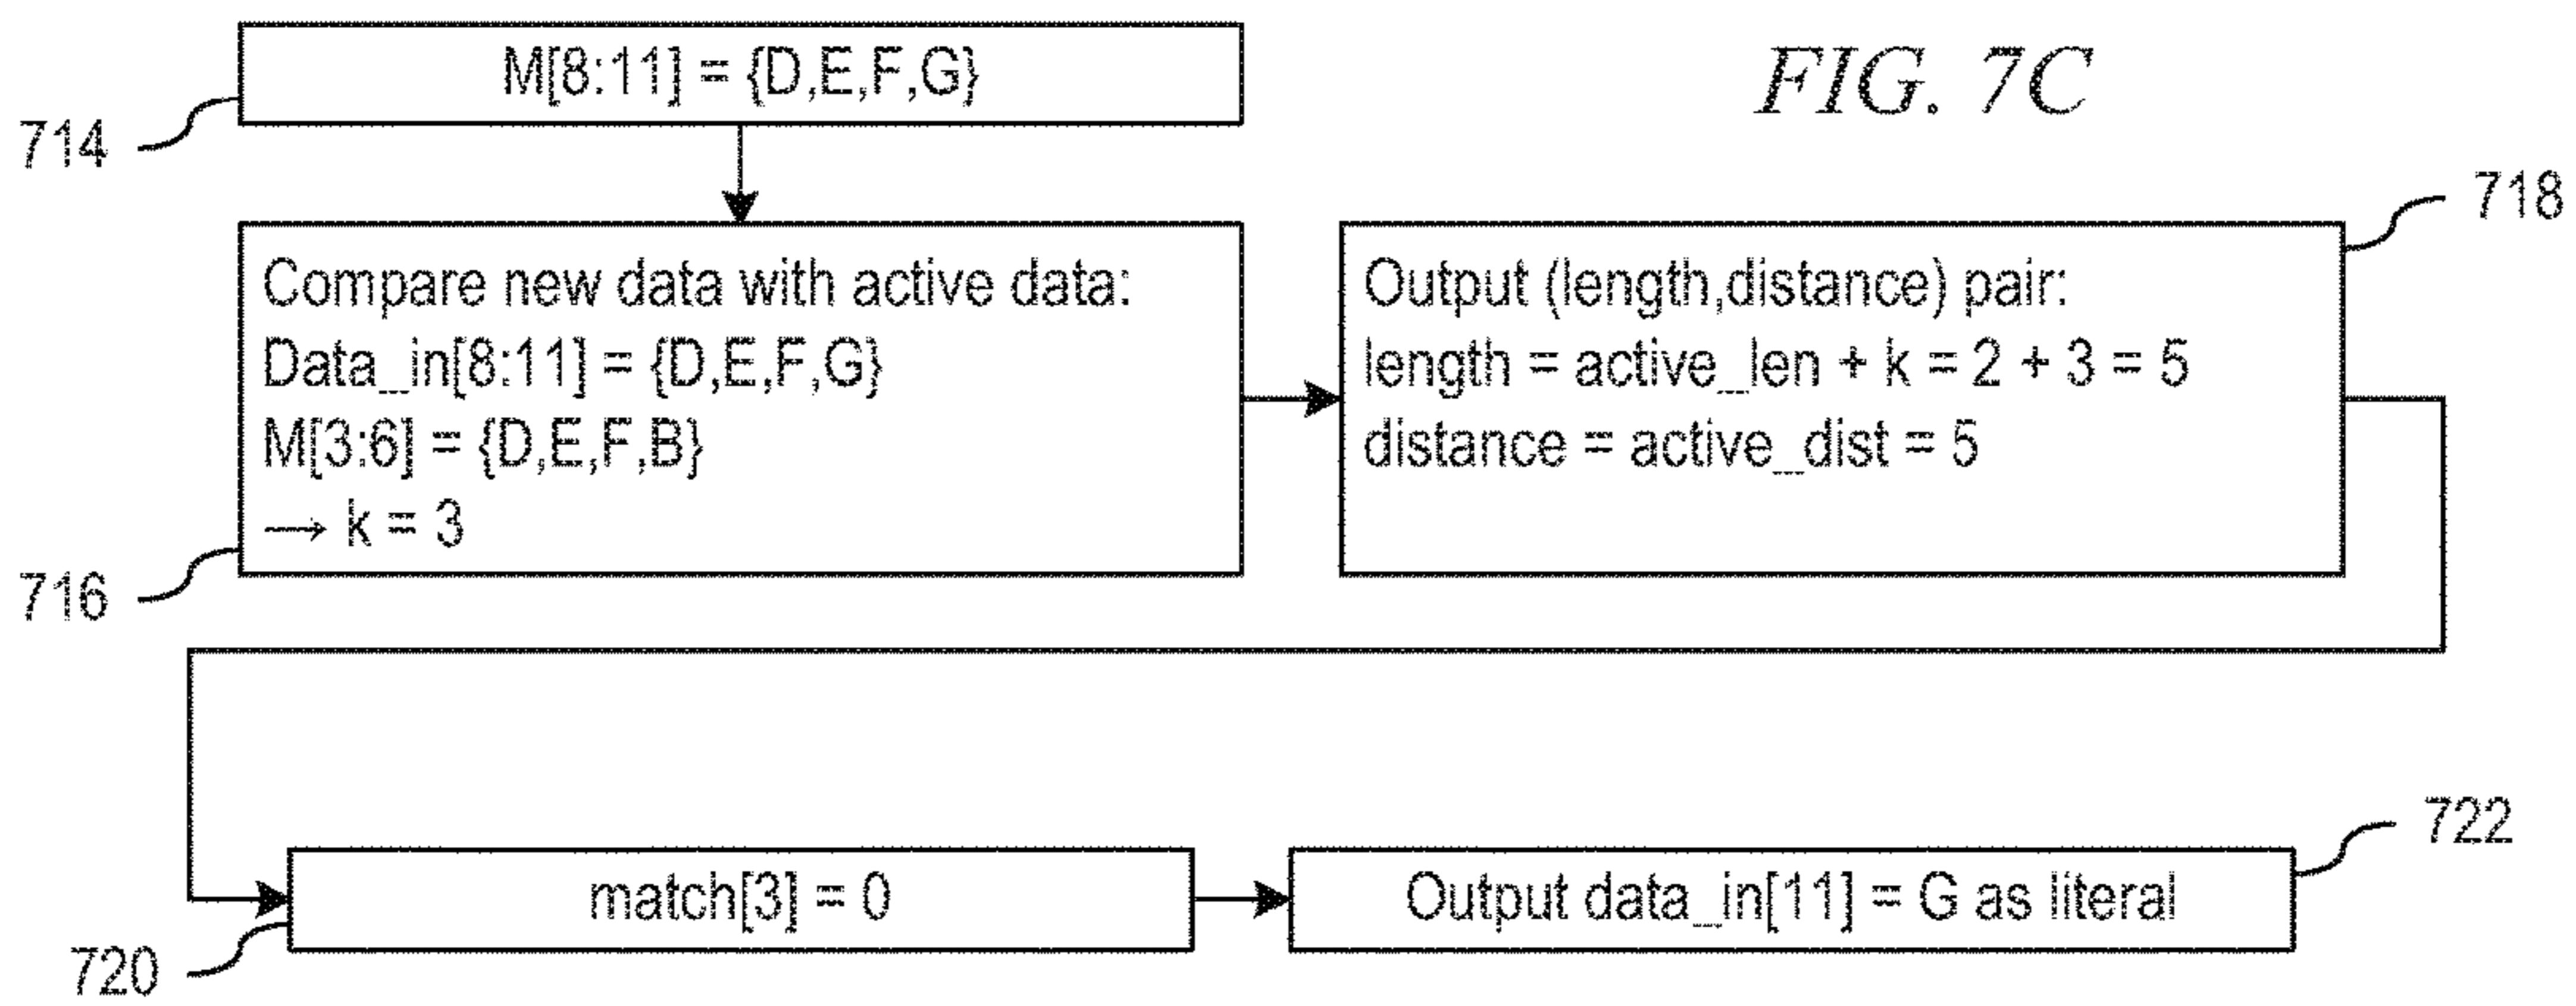 FIG. 7C
M[8:11] = {D,E,F,G}
714
Compare new data with active data:
Data_in[8:11] = {D,E,F,G}
M[3:6] = {D,E,F,B}
→ k = 3
716
718
Output (length,distance) pair:
length = active_len + k = 2 + 3 = 5
distance = active_dist = 5
match[3] = 0
720
722
Output data_in[11] = G as literal